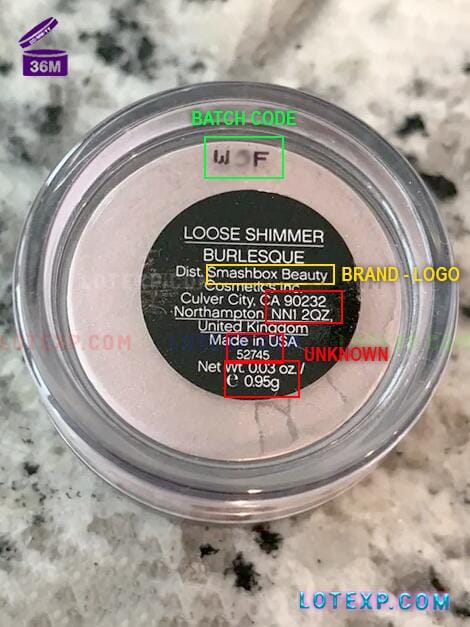 36M
BATCH CODE
LOOSE SHIMMER
BURLESQUE
Dist. Smashbox Beauty BRAND - LOGO
Cosmetics Inc.
Culver City, CA 90232
Northampton NN1 2QZ,
United Kingdom
Made in USA
52745 UNKNOWN
Net Wt. 0.03 oz. /
℮ 0.95g
LOTEXP.COM